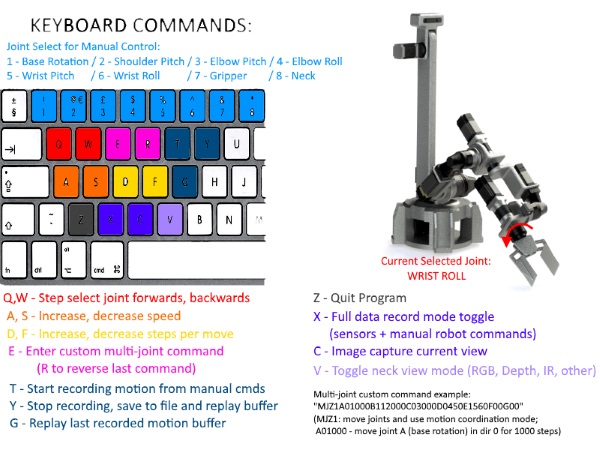 KEYBOARD COMMANDS:
Joint Select for Manual Control:
1 - Base Rotation / 2 - Shoulder Pitch / 3 - Elbow Pitch / 4 - Elbow Roll
5 - Wrist Pitch / 6 - Wrist Roll / 7 - Gripper / 8 - Neck
± §
! 1
2
3
4
5
6
7
8
Q W E R T Y U
A S D F G H J
Z X C V B N
fn ctrl alt cmd ⌘
Current Selected Joint:
WRIST ROLL
Q,W - Step select joint forwards, backwards
A, S - Increase, decrease speed
D, F - Increase, decrease steps per move
E - Enter custom multi-joint command
(R to reverse last command)
T - Start recording motion from manual cmds
Y - Stop recording, save to file and replay buffer
G - Replay last recorded motion buffer
Z - Quit Program
X - Full data record mode toggle
(sensors + manual robot commands)
C - Image capture current view
V - Toggle neck view mode (RGB, Depth, IR, other)
Multi-joint custom command example:
"MJZ1A01000B112000C03000D0450E1560F00G00"
(MJZ1: move joints and use motion coordination mode;
A01000 - move joint A (base rotation) in dir 0 for 1000 steps)